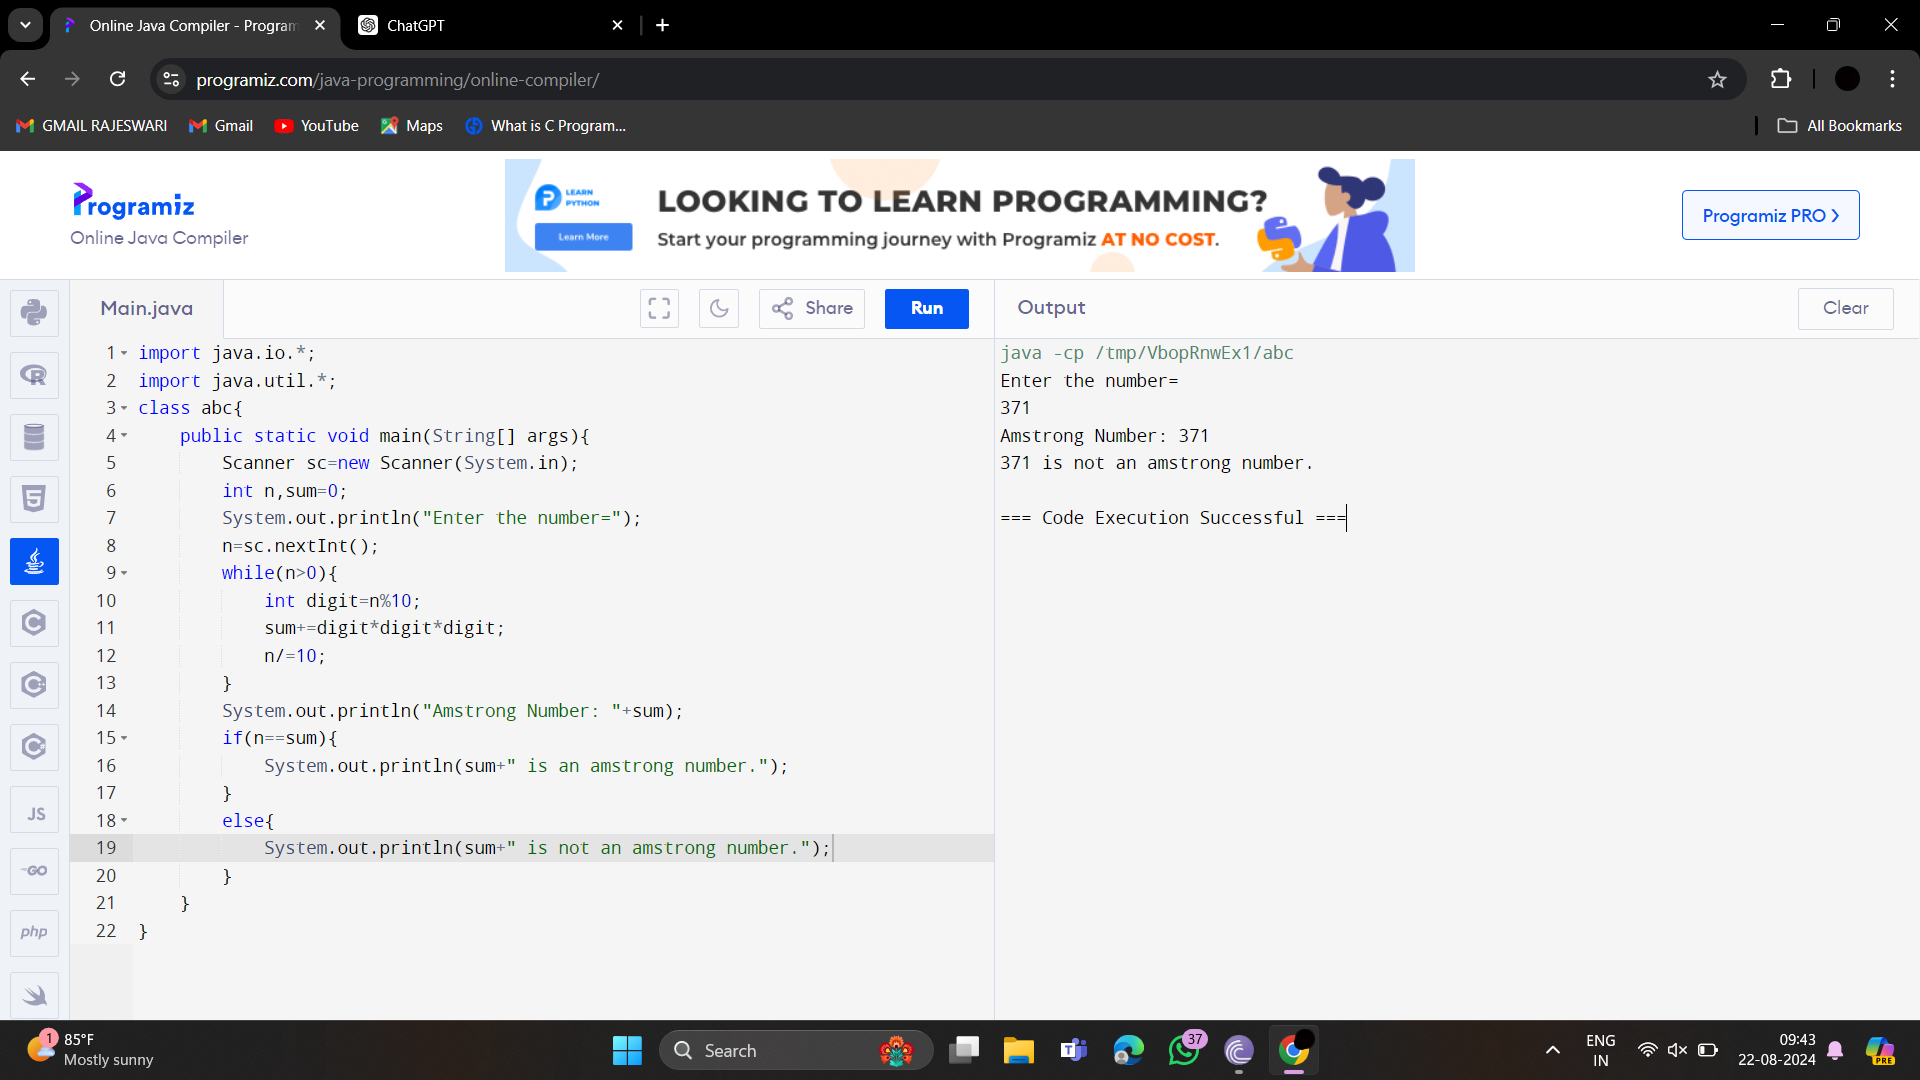 Online Java Compiler - Program
ChatGPT
programiz.com/java-programming/online-compiler/
GMAIL RAJESWARI
Gmail
YouTube
Maps
What is C Program...
All Bookmarks
Programiz
Online Java Compiler
LEARN
PYTHON
Learn More
LOOKING TO LEARN PROGRAMMING?
Start your programming journey with Programiz AT NO COST.
Programiz PRO >
Main.java
Share
Run
Output
Clear
1 import java.io.*;
2 import java.util.*;
3 class abc{
4 public static void main(String[] args){
5 Scanner sc=new Scanner(System.in);
6 int n,sum=0;
7 System.out.println("Enter the number=");
8 n=sc.nextInt();
9 while(n>0){
10 int digit=n%10;
11 sum+=digit*digit*digit;
12 n/=10;
13 }
14 System.out.println("Amstrong Number: "+sum);
15 if(n==sum){
16 System.out.println(sum+" is an amstrong number.");
17 }
18 else{
19 System.out.println(sum+" is not an amstrong number.");
20 }
21 }
22 }
java -cp /tmp/VbopRnwEx1/abc
Enter the number=
371
Amstrong Number: 371
371 is not an amstrong number.
=== Code Execution Successful ===
R
5
C
C
C
JS
GO
php
1
85°F
Mostly sunny
Search
37
ENG
IN
09:43
22-08-2024
PRE